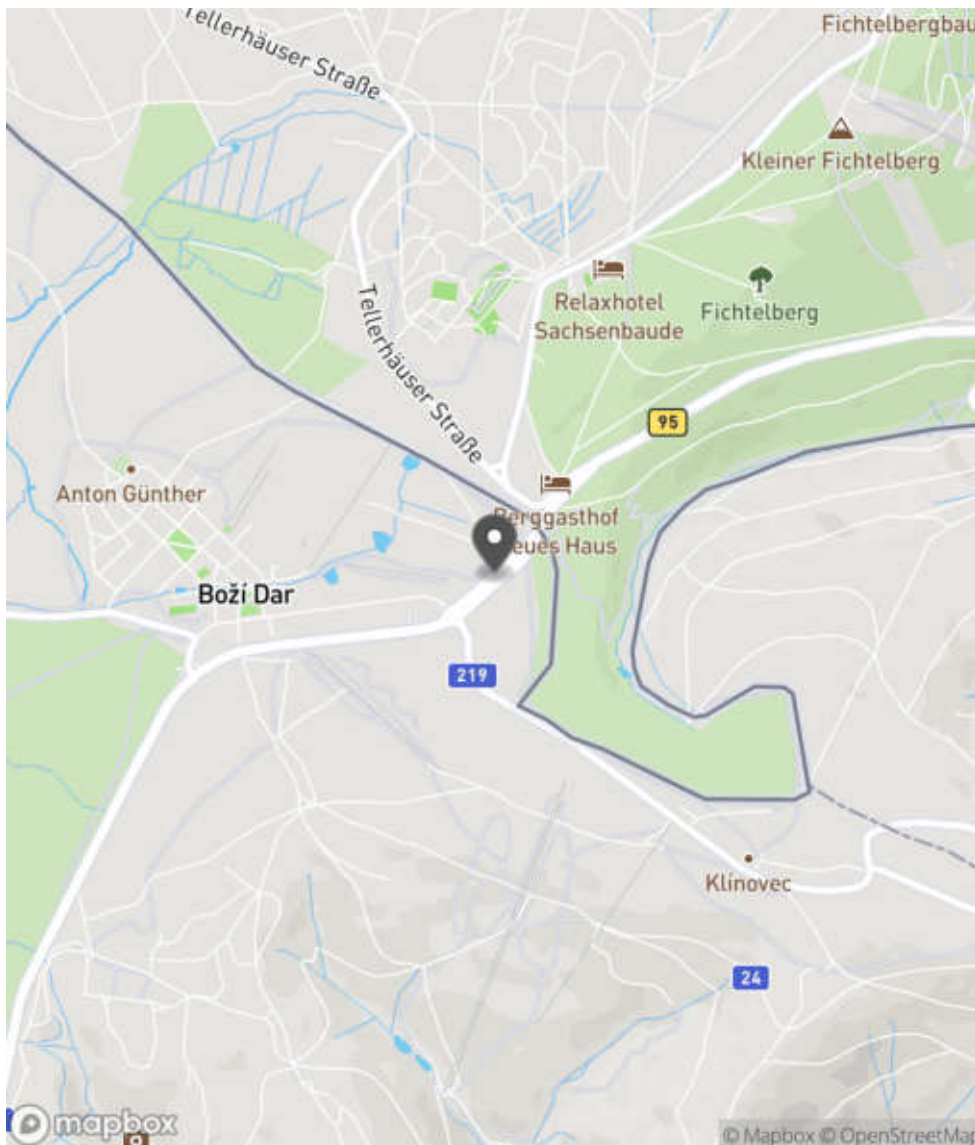 Tellerhäuser Straße
Fichtelbergbau
Kleiner Fichtelberg
Relaxhotel
Sachsenbaude
Fichtelberg
Tellerhäuser Straße
95
Anton Günther
Berggasthof
eues Haus
Boží Dar
219
Klínovec
24
mapbox
© Mapbox © OpenStreetMap